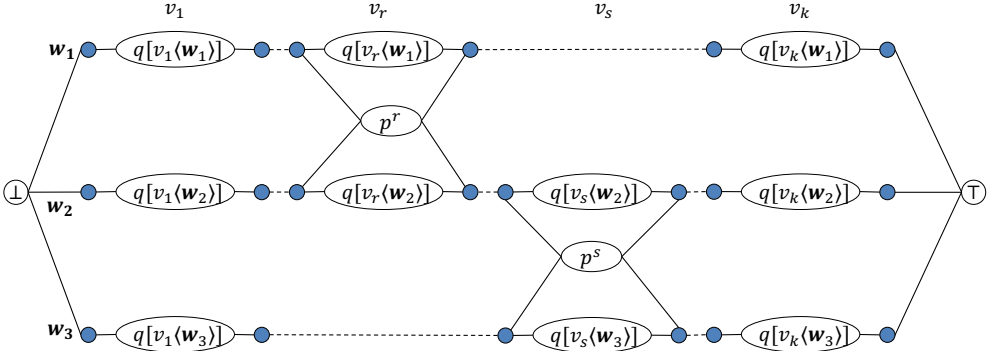 v₁ vᵣ vₛ vₖ
w₁ q[v₁⟨w₁⟩] q[vᵣ⟨w₁⟩] q[vₖ⟨w₁⟩]
pʳ
⊥ q[v₁⟨w₂⟩] q[vᵣ⟨w₂⟩] q[vₛ⟨w₂⟩] q[vₖ⟨w₂⟩] ⊤
w₂
pˢ
w₃ q[v₁⟨w₃⟩] q[vₛ⟨w₃⟩] q[vₖ⟨w₃⟩]